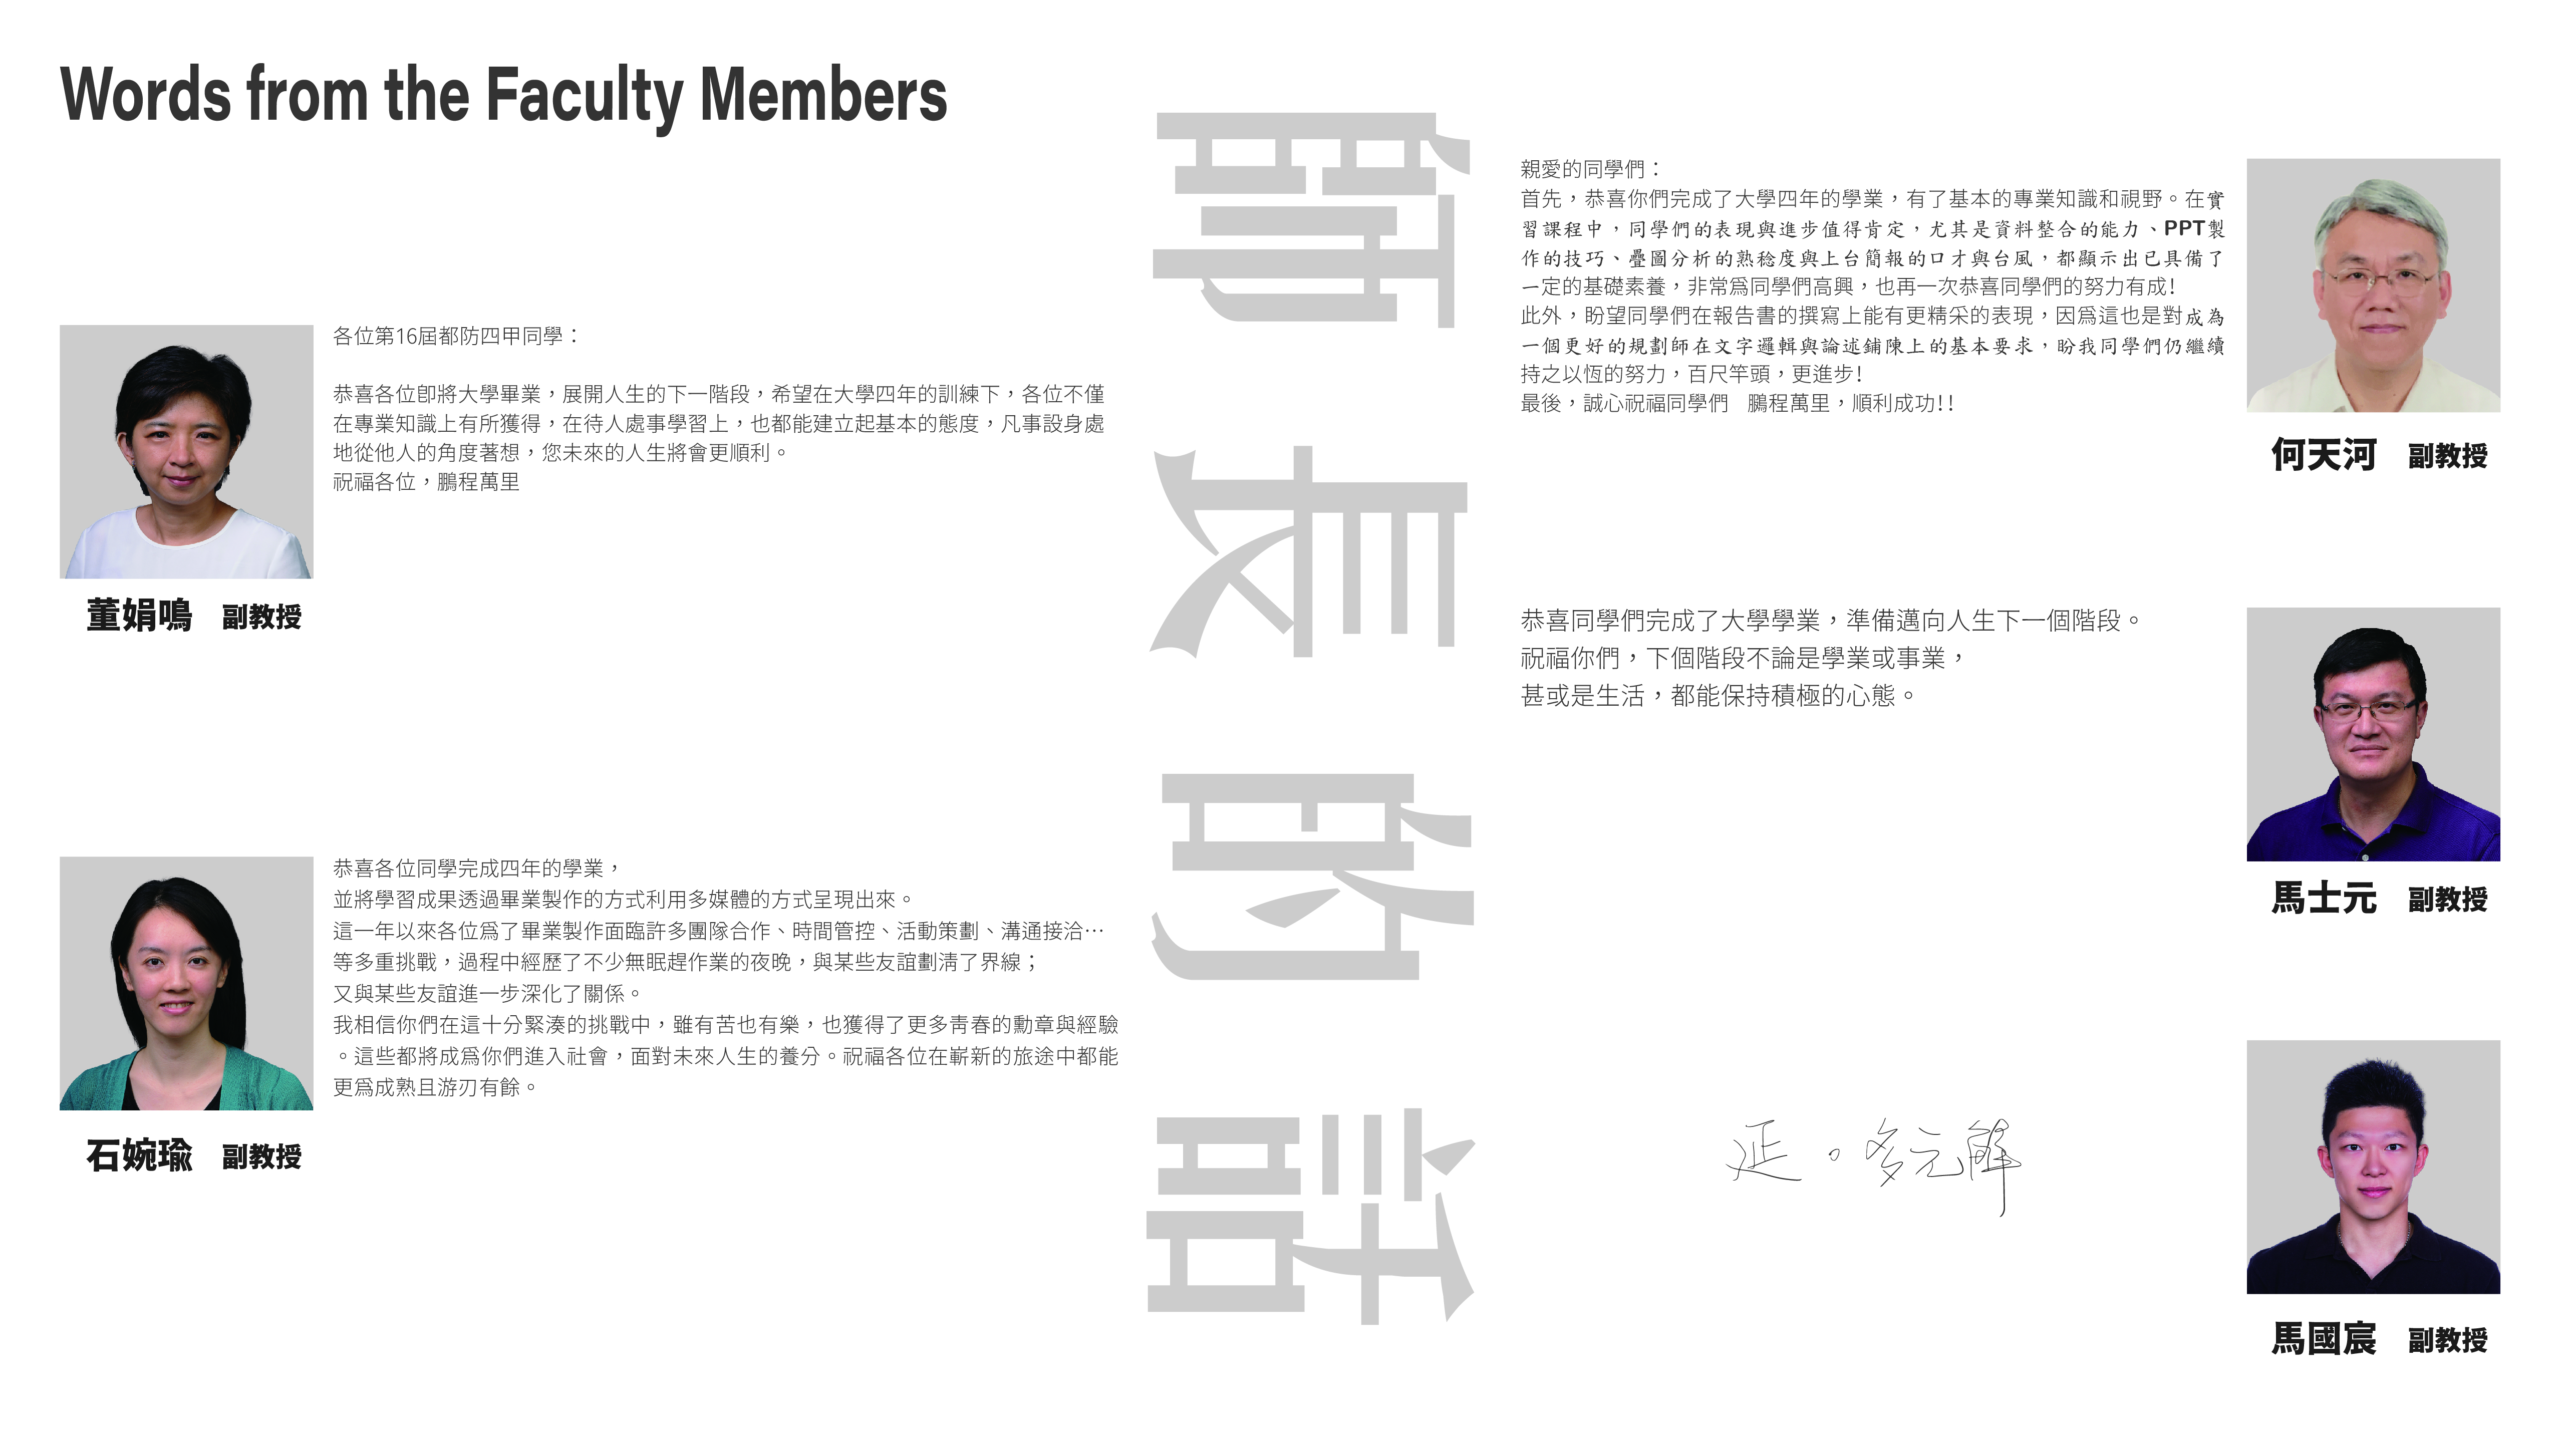 Words from the Faculty Members
各位第16屆都防四甲同學：
恭喜各位卽將大學畢業，展開人生的下一階段，希望在大學四年的訓練下，各位不僅
在專業知識上有所獲得，在待人處事學習上，也都能建立起基本的態度，凡事設身處
地從他人的角度著想，您未來的人生將會更順利。
祝福各位，鵬程萬里
董娟鳴　副教授
恭喜各位同學完成四年的學業，
並將學習成果透過畢業製作的方式利用多媒體的方式呈現出來。
這一年以來各位爲了畢業製作面臨許多團隊合作、時間管控、活動策劃、溝通接洽…
等多重挑戰，過程中經歷了不少無眠趕作業的夜晚，與某些友誼劃淸了界線；
又與某些友誼進一步深化了關係。
我相信你們在這十分緊湊的挑戰中，雖有苦也有樂，也獲得了更多靑春的勳章與經驗
。這些都將成爲你們進入社會，面對未來人生的養分。祝福各位在嶄新的旅途中都能
更爲成熟且游刃有餘。
石婉瑜　副教授
師長的話
親愛的同學們：
首先，恭喜你們完成了大學四年的學業，有了基本的專業知識和視野。在實
習課程中，同學們的表現與進步值得肯定，尤其是資料整合的能力、PPT製
作的技巧、疊圖分析的熟稔度與上台簡報的口才與台風，都顯示出已具備了
一定的基礎素養，非常爲同學們高興，也再一次恭喜同學們的努力有成！
此外，盼望同學們在報告書的撰寫上能有更精采的表現，因爲這也是對成為
一個更好的規劃師在文字邏輯與論述鋪陳上的基本要求，盼我同學們仍繼續
持之以恆的努力，百尺竿頭，更進步！
最後，誠心祝福同學們　鵬程萬里，順利成功！！
何天河　副教授
恭喜同學們完成了大學學業，準備邁向人生下一個階段。
祝福你們，下個階段不論是學業或事業，
甚或是生活，都能保持積極的心態。
馬士元　副教授
延。多元解
馬國宸　副教授